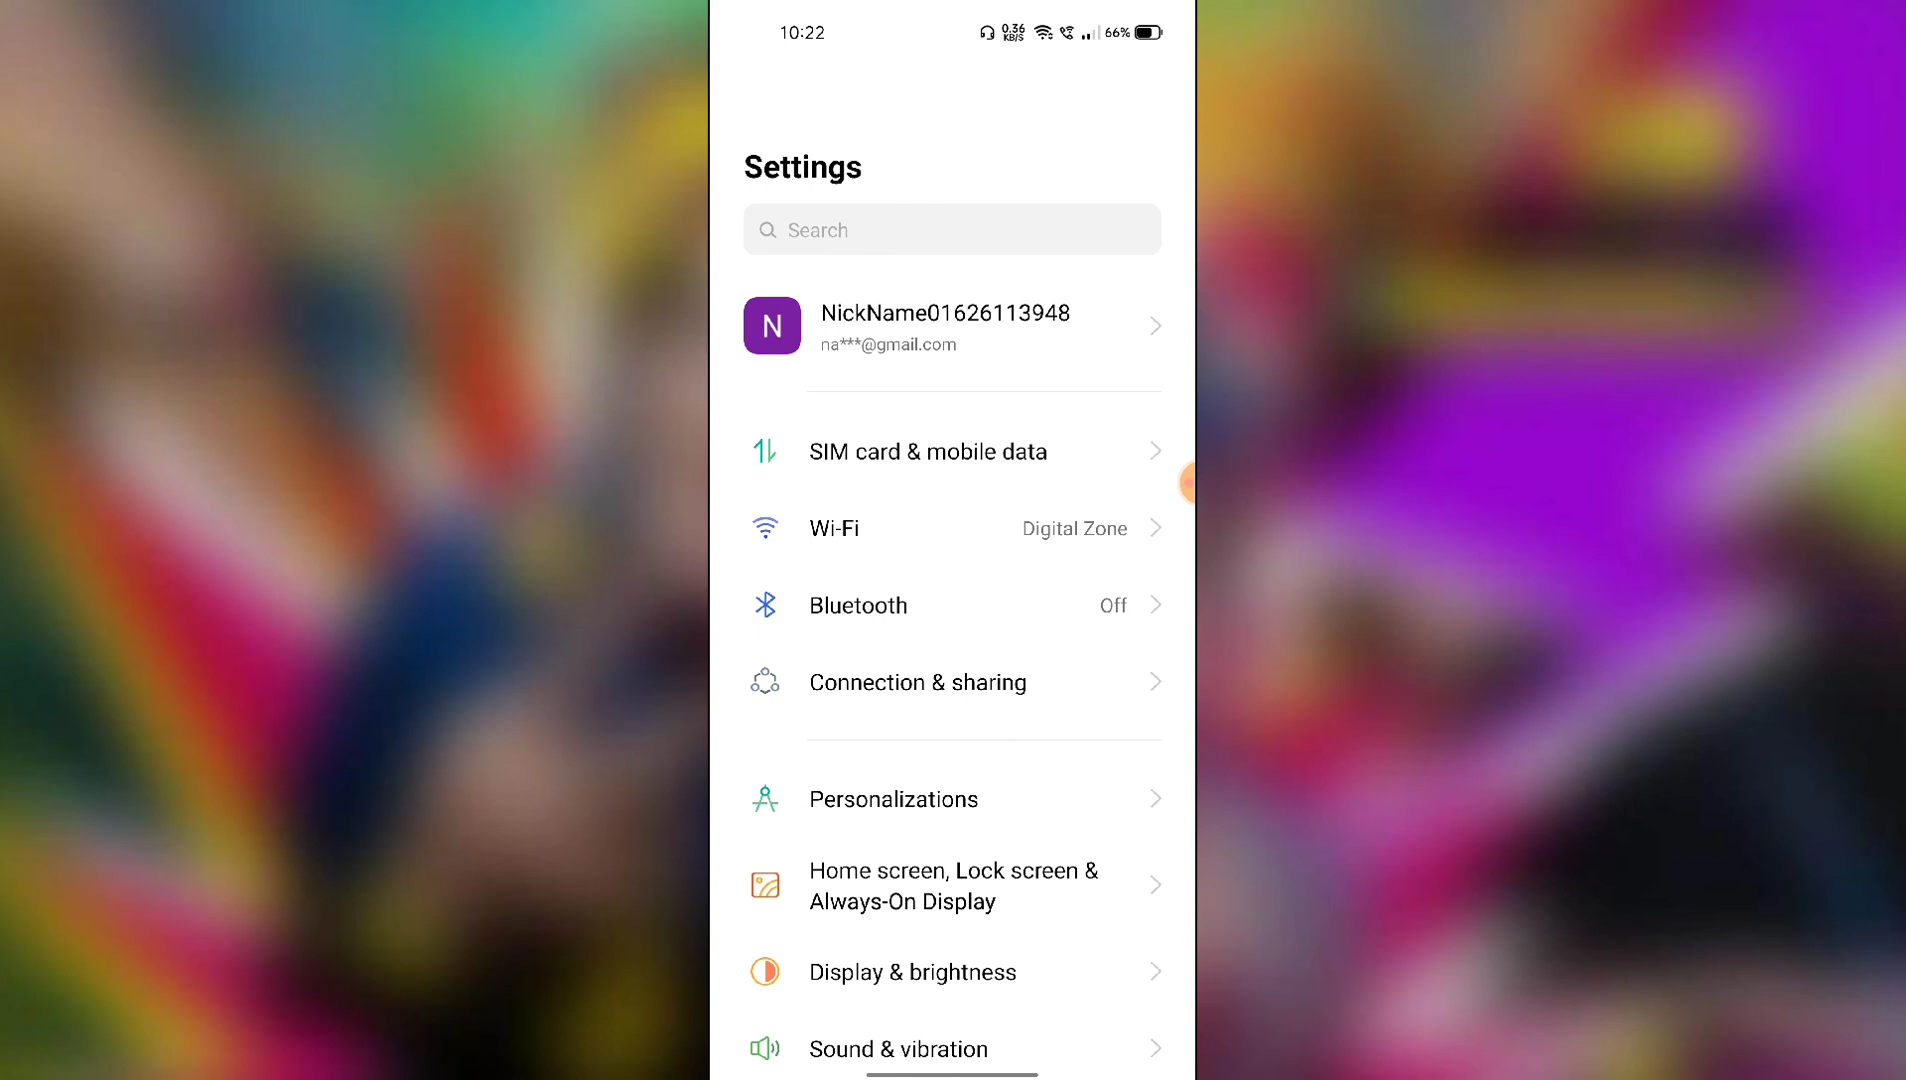 10:22
0.36
KB/S
66%
Settings
Search
N
NickName01626113948
na***@gmail.com
SIM card & mobile data
Wi-Fi
Digital Zone
Bluetooth
Off
Connection & sharing
Personalizations
Home screen, Lock screen &
Always-On Display
Display & brightness
Sound & vibration